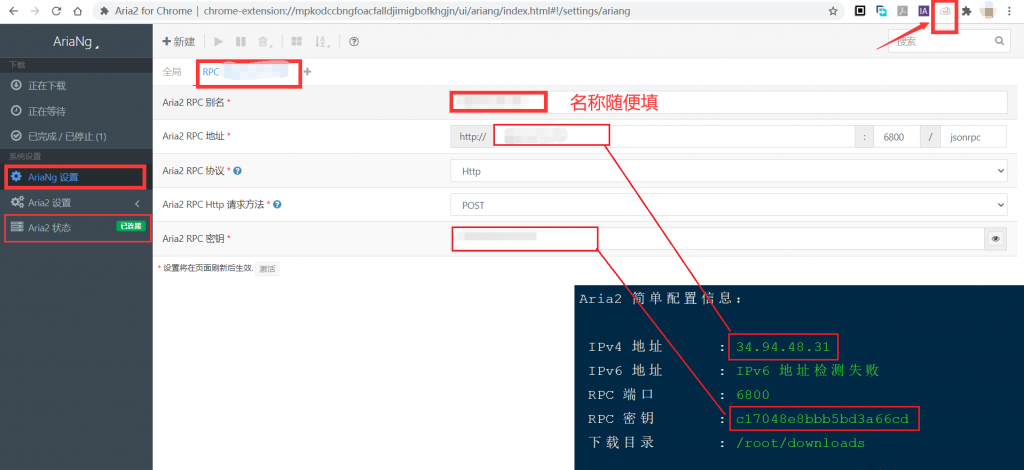 Aria2 for Chrome | chrome-extension://mpkodccbngfoacfalldjimigbofkhgjn/ui/ariang/index.html#!/settings/ariang
AriaNg
新建
搜索
下载
正在下载
正在等待
已完成 / 已停止 (1)
系统设置
AriaNg 设置
Aria2 设置
Aria2 状态 已连接
全局 RPC
Aria2 RPC 别名 *
名称随便填
Aria2 RPC 地址 * http:// : 6800 / jsonrpc
Aria2 RPC 协议 * Http
Aria2 RPC Http 请求方法 * POST
Aria2 RPC 密钥 *
* 设置将在页面刷新后生效. 激活
Aria2 简单配置信息:
IPv4 地址 : 34.94.48.31
IPv6 地址 : IPv6 地址检测失败
RPC 端口 : 6800
RPC 密钥 : c17048e8bbb5bd3a66cd
下载目录 : /root/downloads